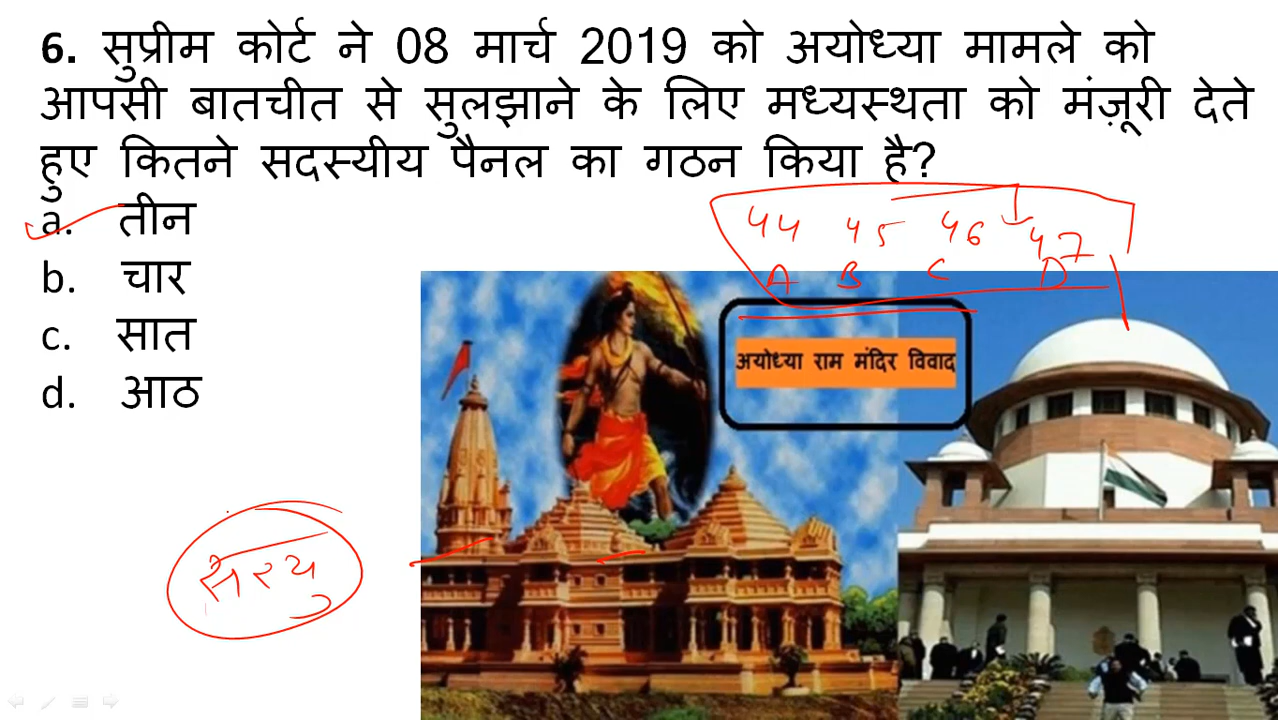 6. सुप्रीम कोर्ट ने 08 मार्च 2019 को अयोध्या मामले को
आपसी बातचीत से सुलझाने के लिए मध्यस्थता को मंज़ूरी देते
हुए कितने सदस्यीय पैनल का गठन किया है?
a. तीन
b. चार
c. सात
d. आठ
44 45 46 47
A B C D
अयोध्या राम मंदिर विवाद
सरयु